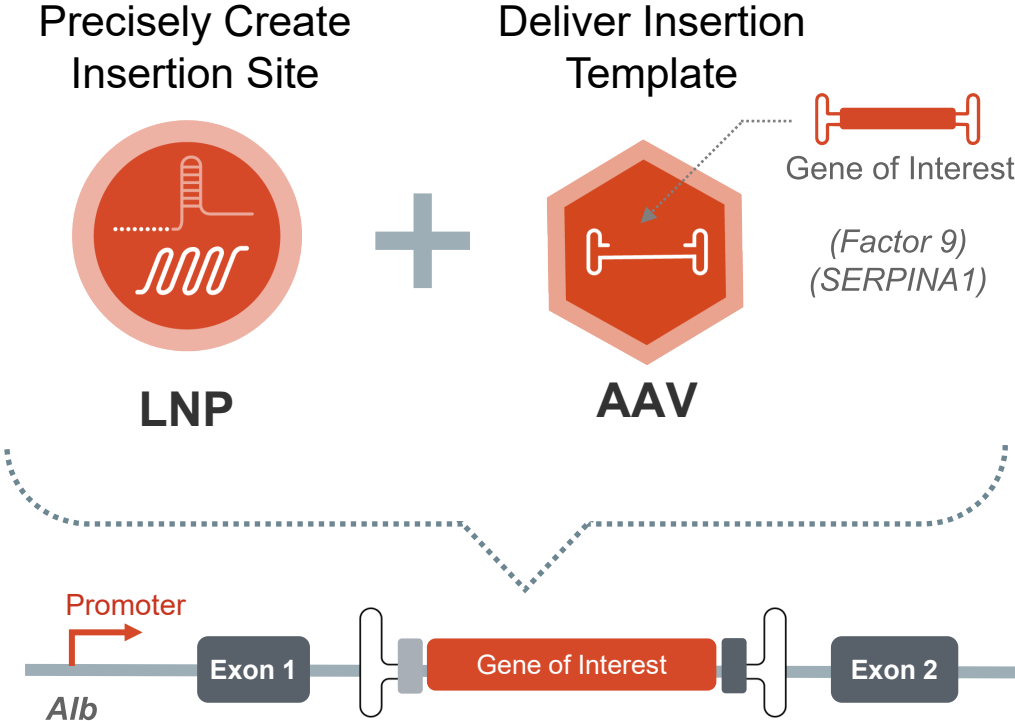 Precisely Create
Insertion Site
Deliver Insertion
Template
Gene of Interest
(Factor 9)
(SERPINA1)
LNP
AAV
Promoter
Exon 1
Gene of Interest
Exon 2
Alb